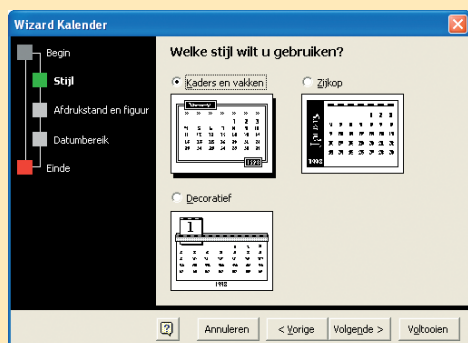 Wizard Kalender
Begin
Stijl
Afdrukstand en figuur
Datumbereik
Einde
Welke stijl wilt u gebruiken?
Kaders en vakken
Zijkop
Decoratief
1
1998
Annuleren
< Vorige
Volgende >
Voltooien